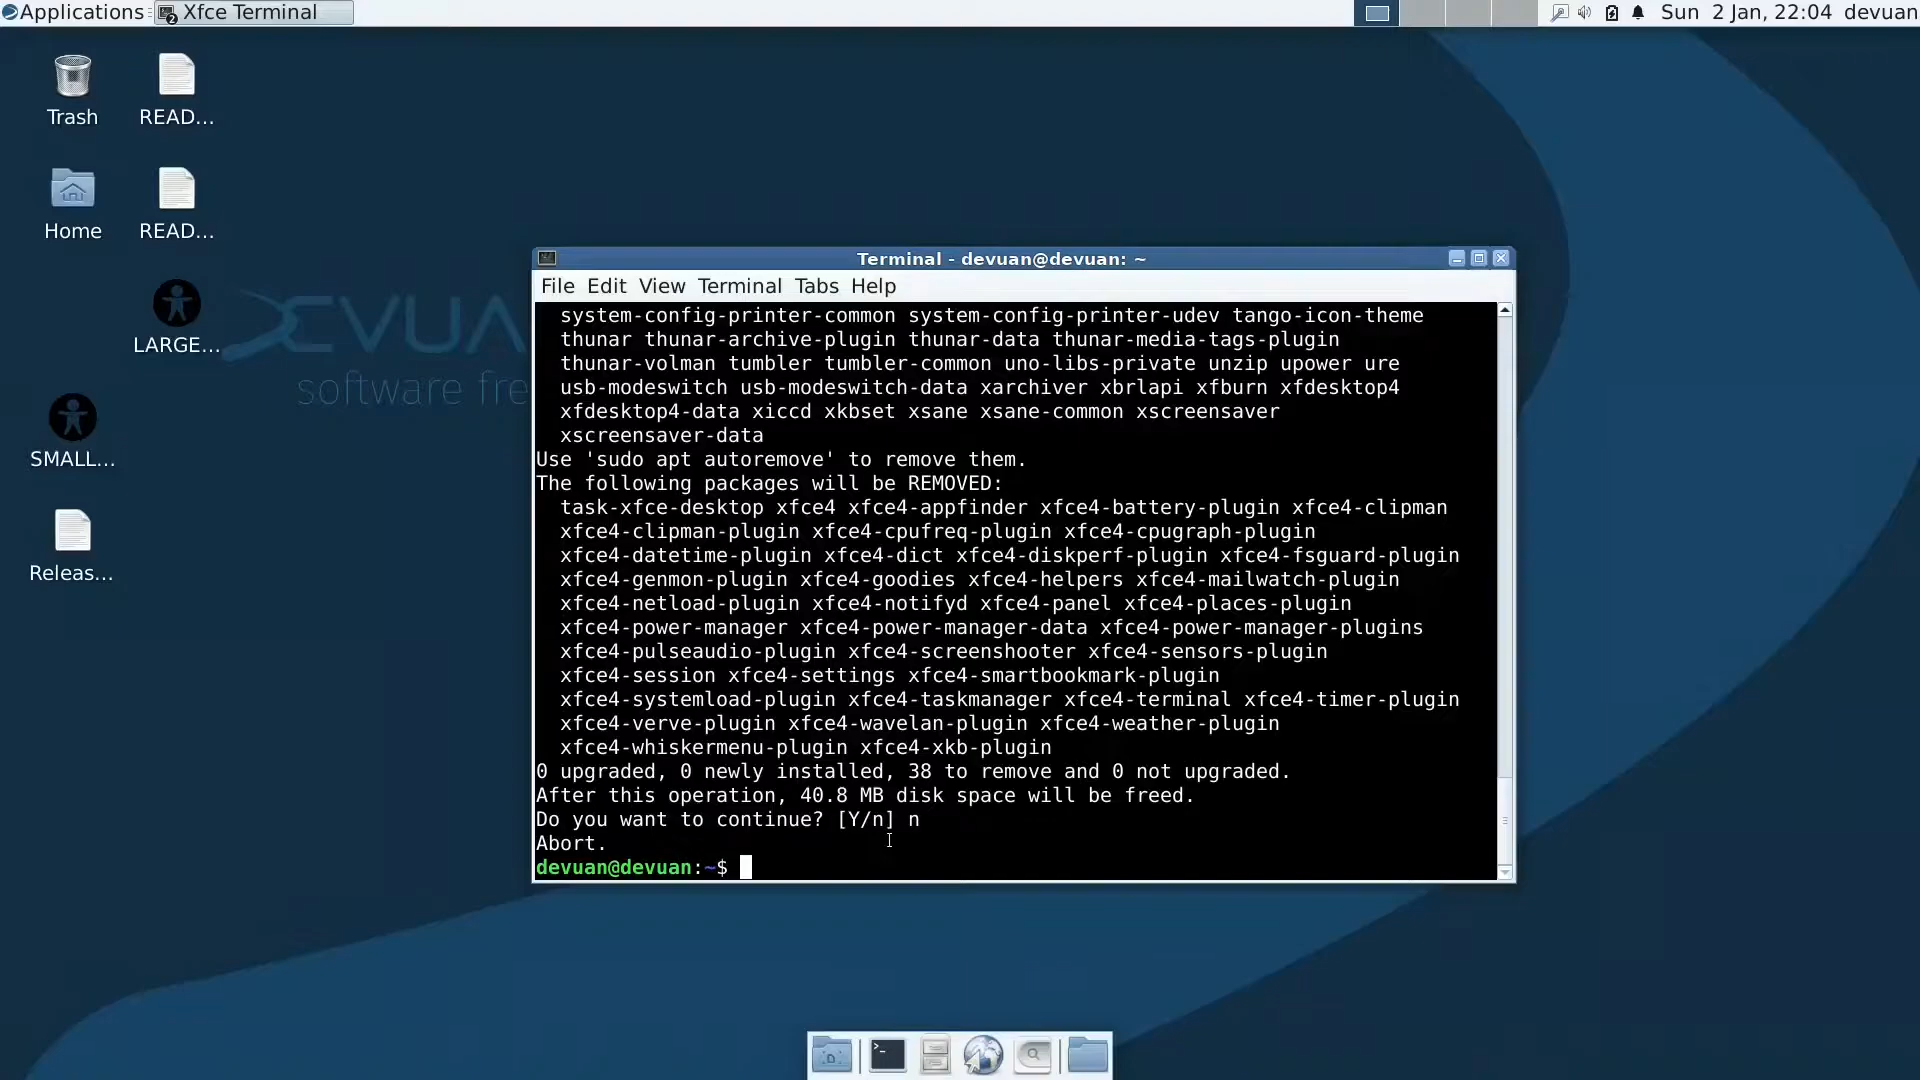 Applications
Xfce Terminal
2
Sun 2 Jan, 22:04 devuan
Trash
READ...
Home
READ...
LARGE...
SMALL...
Releas...
DEVUA
software fre
Terminal - devuan@devuan: ~
File Edit View Terminal Tabs Help
system-config-printer-common system-config-printer-udev tango-icon-theme
thunar thunar-archive-plugin thunar-data thunar-media-tags-plugin
thunar-volman tumbler tumbler-common uno-libs-private unzip upower ure
usb-modeswitch usb-modeswitch-data xarchiver xbrlapi xfburn xfdesktop4
xfdesktop4-data xiccd xkbset xsane xsane-common xscreensaver
xscreensaver-data
Use 'sudo apt autoremove' to remove them.
The following packages will be REMOVED:
task-xfce-desktop xfce4 xfce4-appfinder xfce4-battery-plugin xfce4-clipman
xfce4-clipman-plugin xfce4-cpufreq-plugin xfce4-cpugraph-plugin
xfce4-datetime-plugin xfce4-dict xfce4-diskperf-plugin xfce4-fsguard-plugin
xfce4-genmon-plugin xfce4-goodies xfce4-helpers xfce4-mailwatch-plugin
xfce4-netload-plugin xfce4-notifyd xfce4-panel xfce4-places-plugin
xfce4-power-manager xfce4-power-manager-data xfce4-power-manager-plugins
xfce4-pulseaudio-plugin xfce4-screenshooter xfce4-sensors-plugin
xfce4-session xfce4-settings xfce4-smartbookmark-plugin
xfce4-systemload-plugin xfce4-taskmanager xfce4-terminal xfce4-timer-plugin
xfce4-verve-plugin xfce4-wavelan-plugin xfce4-weather-plugin
xfce4-whiskermenu-plugin xfce4-xkb-plugin
0 upgraded, 0 newly installed, 38 to remove and 0 not upgraded.
After this operation, 40.8 MB disk space will be freed.
Do you want to continue? [Y/n] n
Abort.
devuan@devuan:~$